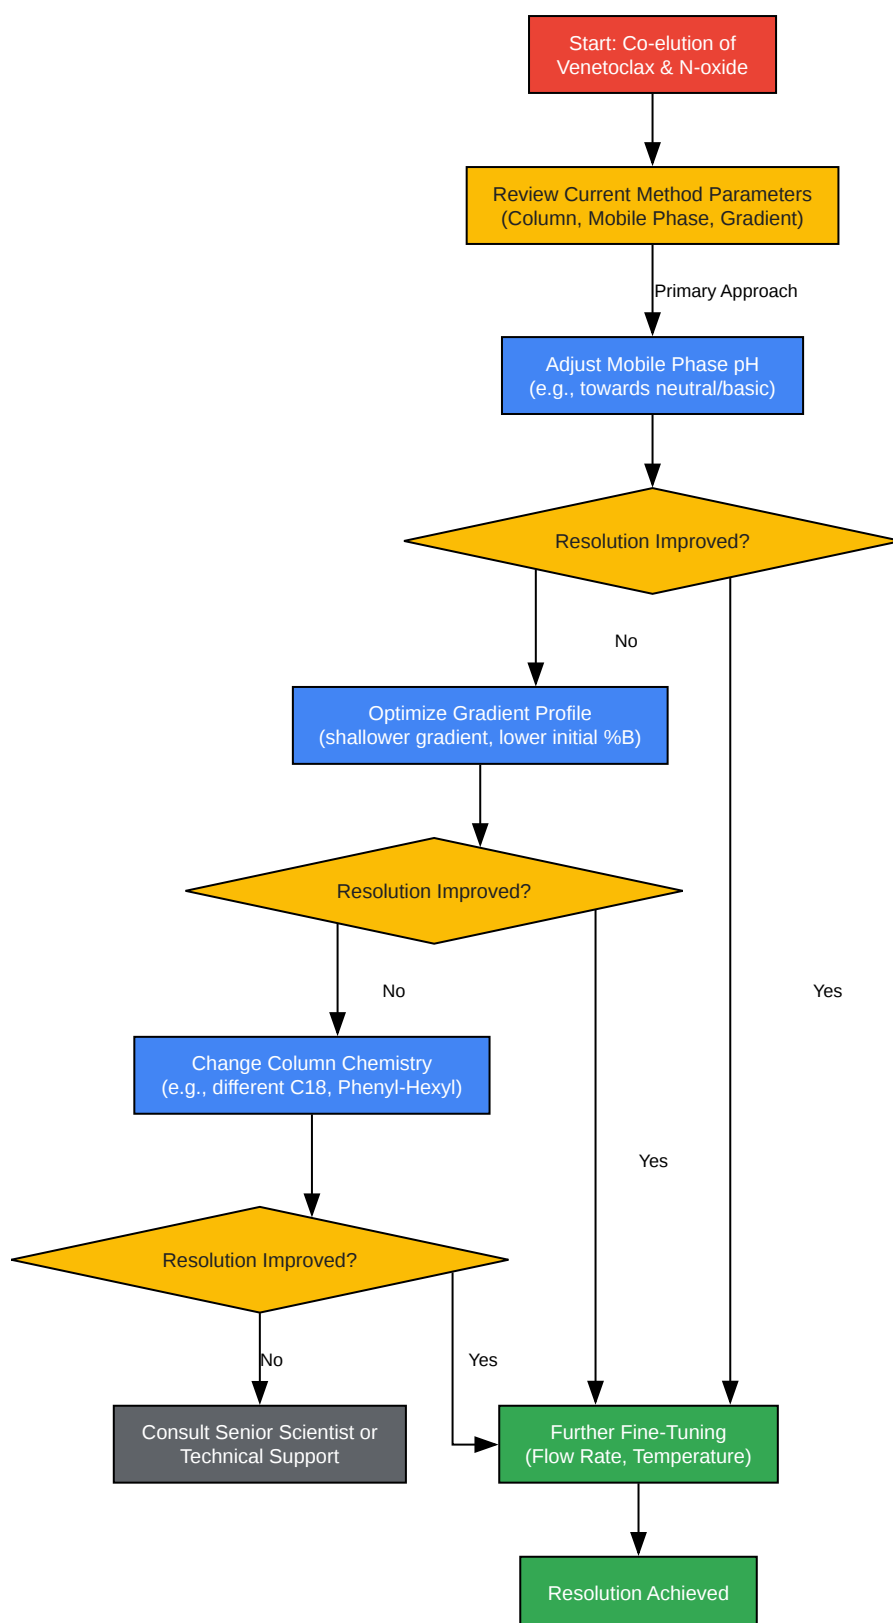 Start: Co-elution of
Venetoclax & N-oxide
Review Current Method Parameters
(Column, Mobile Phase, Gradient)
Primary Approach
Adjust Mobile Phase pH
(e.g., towards neutral/basic)
Resolution Improved?
No
Optimize Gradient Profile
(shallower gradient, lower initial %B)
Resolution Improved?
No
Yes
Change Column Chemistry
(e.g., different C18, Phenyl-Hexyl)
Yes
Resolution Improved?
No
Yes
Consult Senior Scientist or
Technical Support
Further Fine-Tuning
(Flow Rate, Temperature)
Resolution Achieved